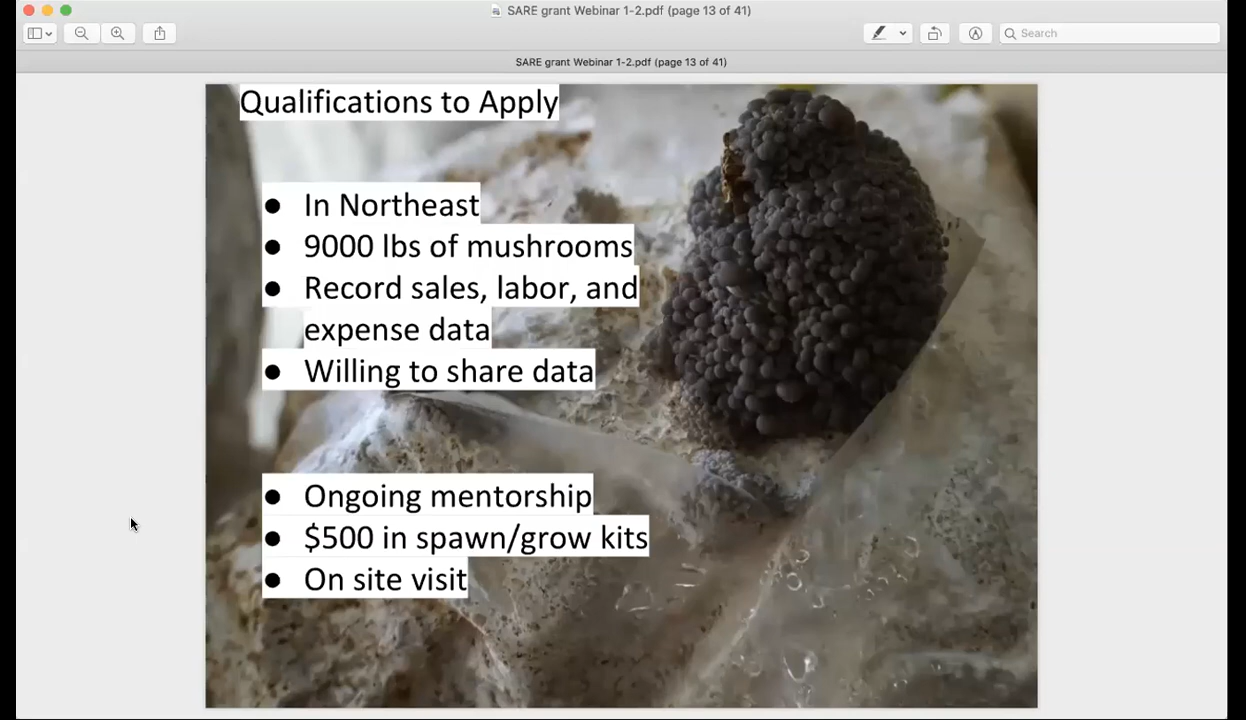 SARE grant Webinar 1-2.pdf (page 13 of 41)
Search
SARE grant Webinar 1-2.pdf (page 13 of 41)
Qualifications to Apply
● In Northeast
● 9000 lbs of mushrooms
● Record sales, labor, and
expense data
● Willing to share data
● Ongoing mentorship
● $500 in spawn/grow kits
● On site visit